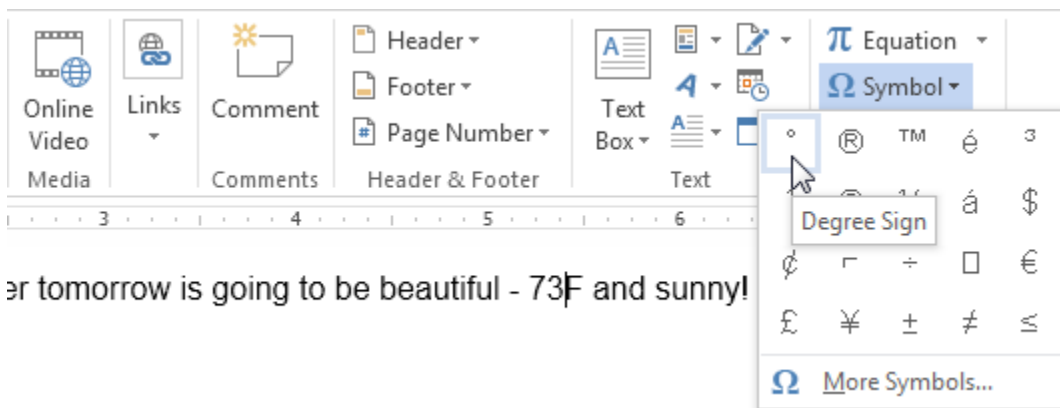 Header
Footer
Page Number
Online
Video
Links
Comment
Text
Box
π Equation
Ω Symbol
Media
Comments
Header & Footer
Text
3 4 5 6
° ® ™ é ³
á $
Degree Sign
¢ ÷ €
£ ¥ ± ≠ ≤
Ω More Symbols...
er tomorrow is going to be beautiful - 73F and sunny!